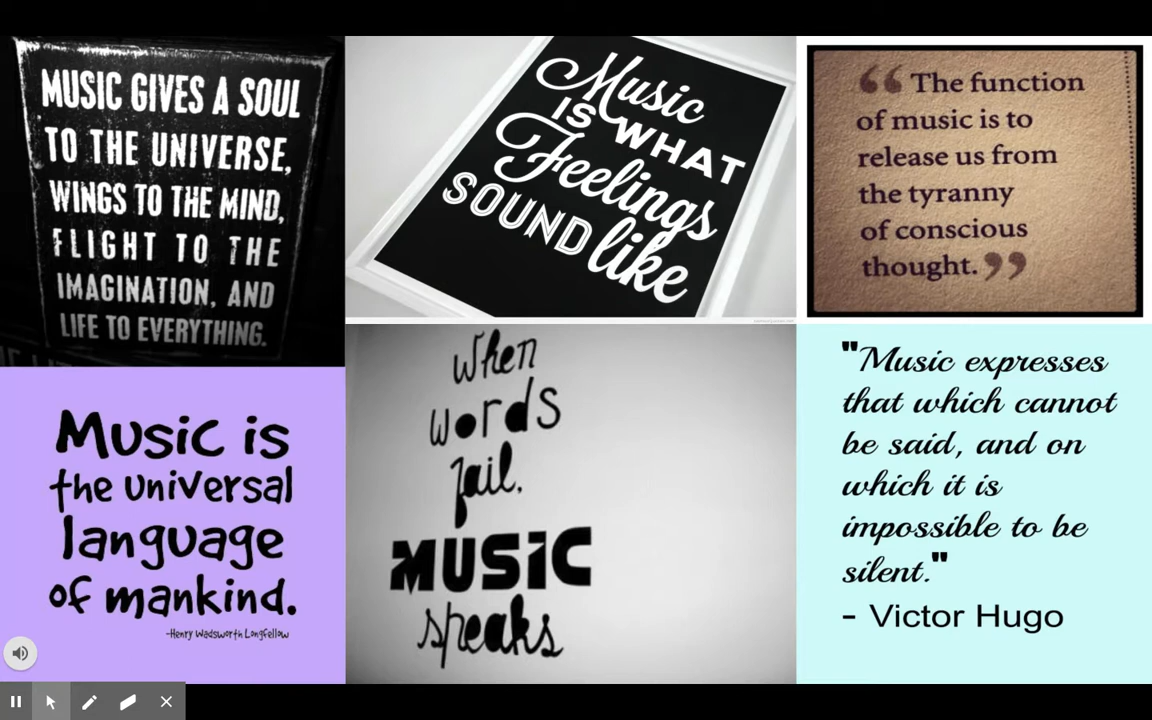 MUSIC GIVES A SOUL
TO THE UNIVERSE,
WINGS TO THE MIND,
FLIGHT TO THE
IMAGINATION, AND
LIFE TO EVERYTHING.
Music
IS WHAT
Feelings
SOUND like
“ The function
of music is to
release us from
the tyranny
of conscious
thought. ”
Music is
the universal
language
of mankind.
-Henry Wadsworth Longfellow
When
words
fail,
MUSiC
speaks
"Music expresses
that which cannot
be said, and on
which it is
impossible to be
silent."
- Victor Hugo